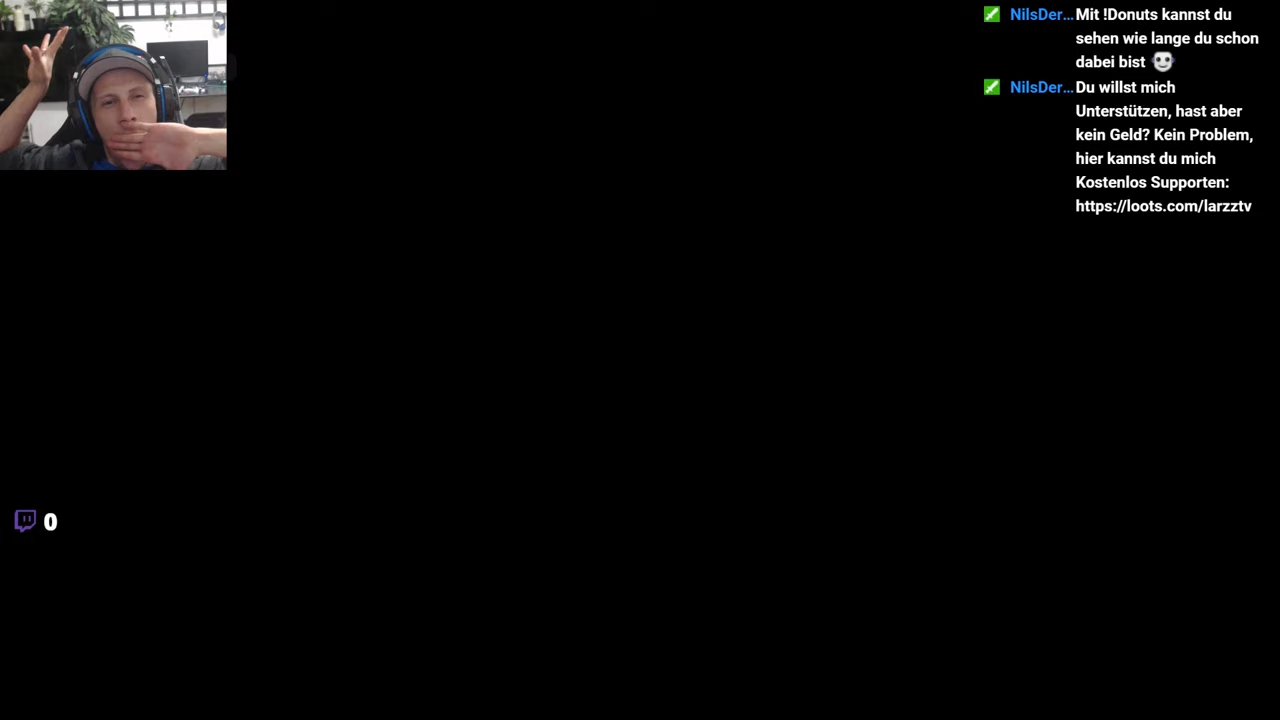 NilsDer... Mit !Donuts kannst du
sehen wie lange du schon
dabei bist
NilsDer... Du willst mich
Unterstützen, hast aber
kein Geld? Kein Problem,
hier kannst du mich
Kostenlos Supporten:
https://loots.com/larzztv
0